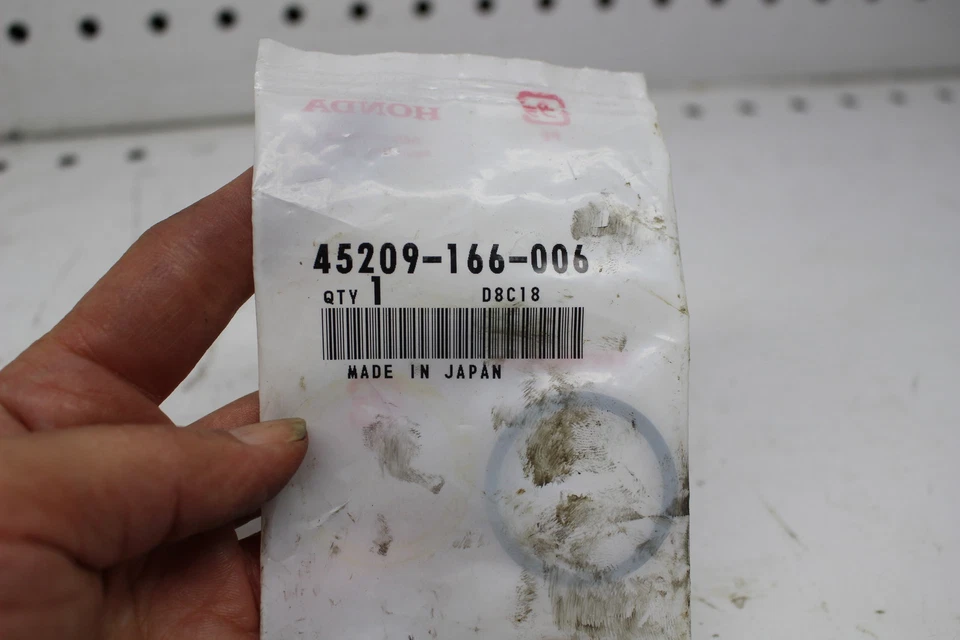 HONDA
45209-166-006
QTY 1 D8C18
MADE IN JAPAN